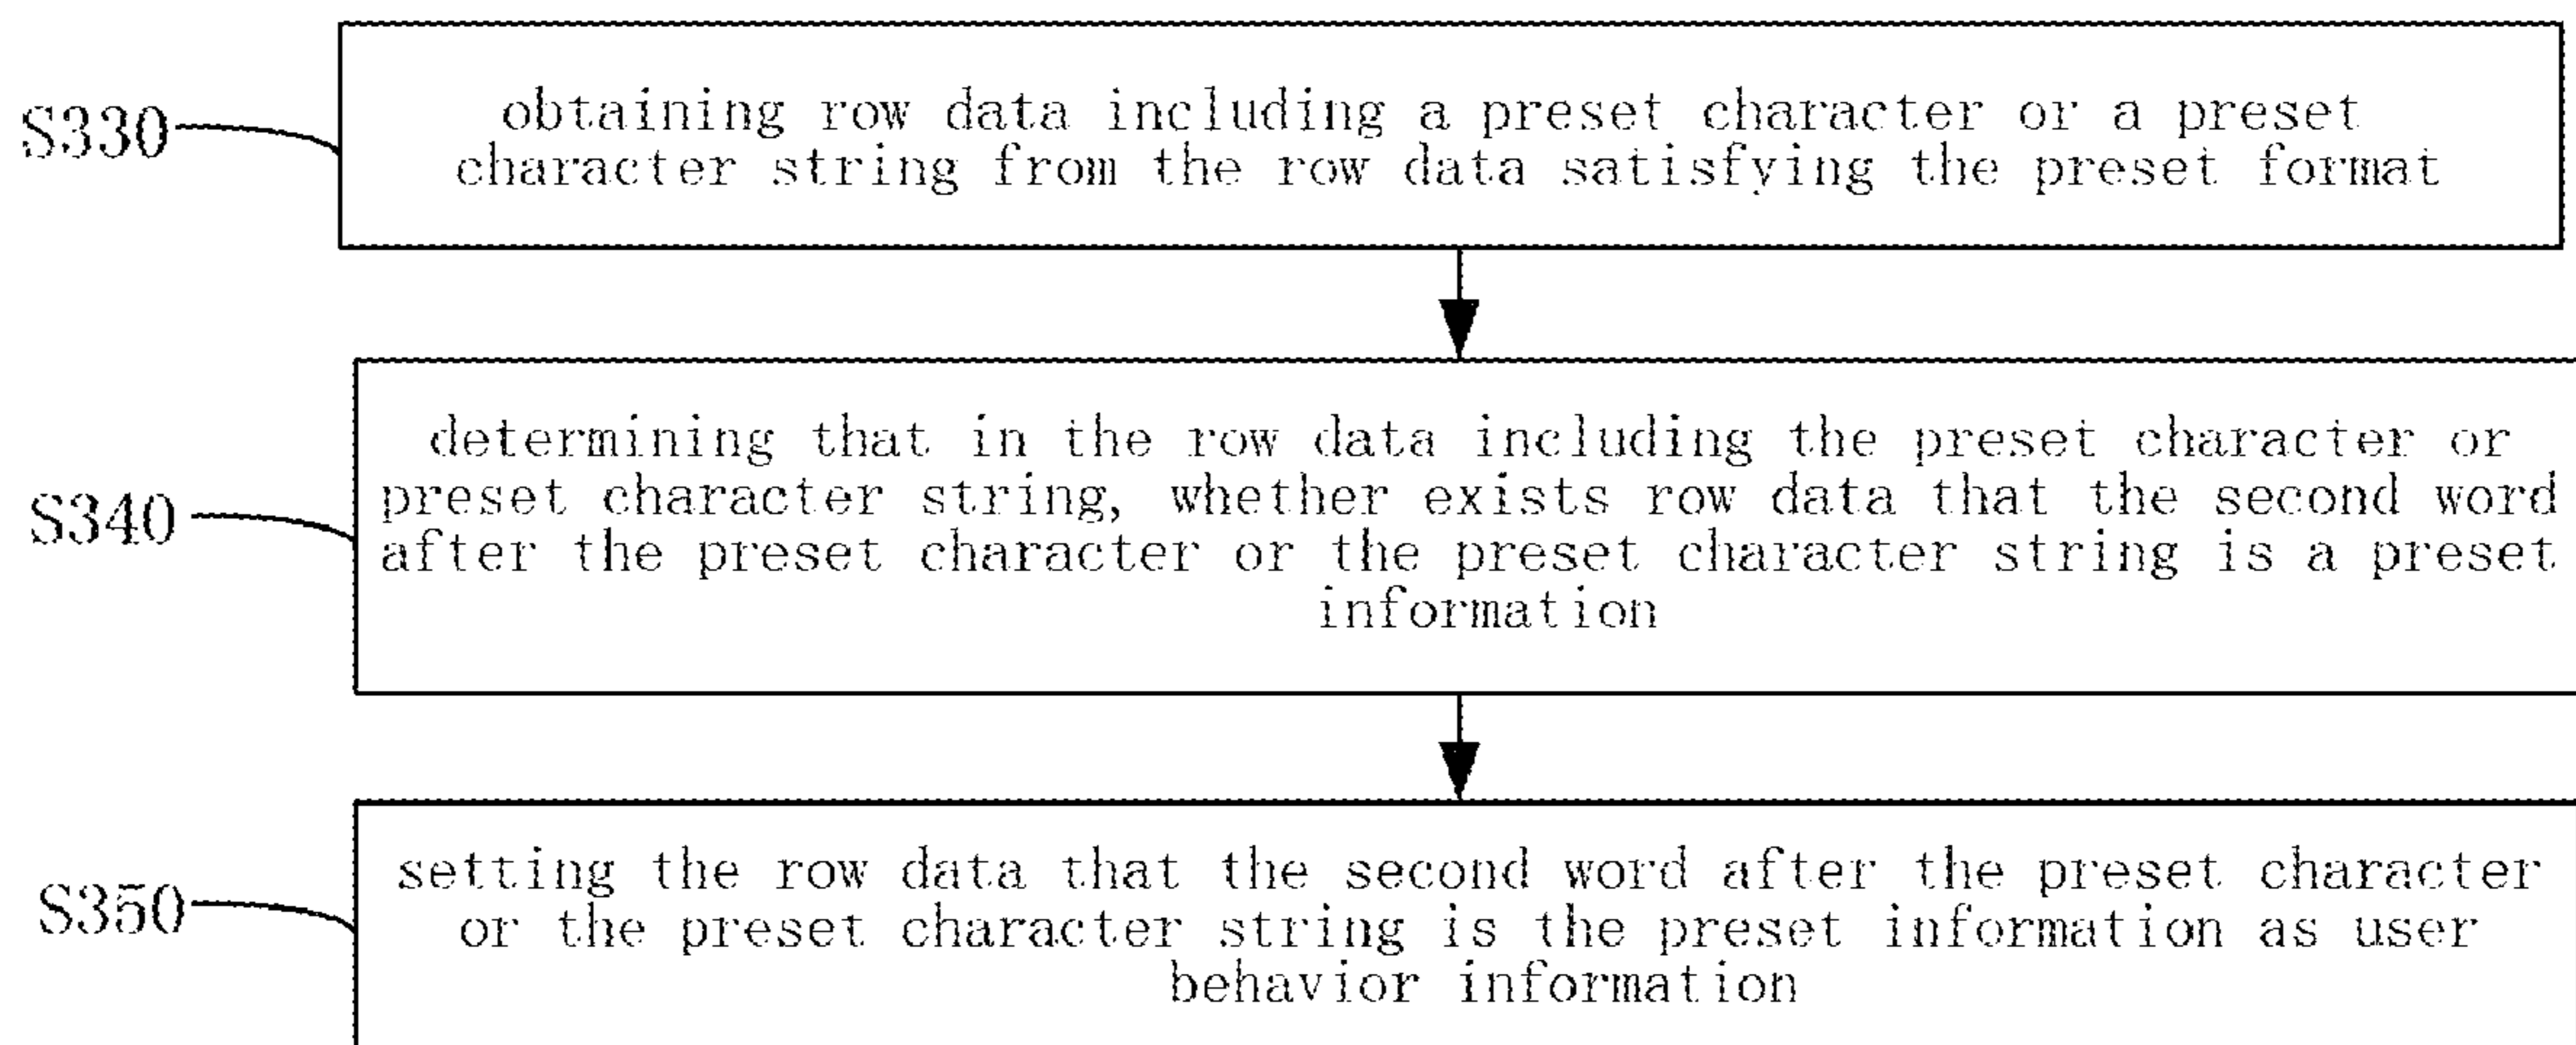 S330
obtaining row data including a preset character or a preset
character string from the row data satisfying the preset format
S340
determining that in the row data including the preset character or
preset character string, whether exists row data that the second word
after the preset character or the preset character string is a preset
information
S350
setting the row data that the second word after the preset character
or the preset character string is the preset information as user
behavior information